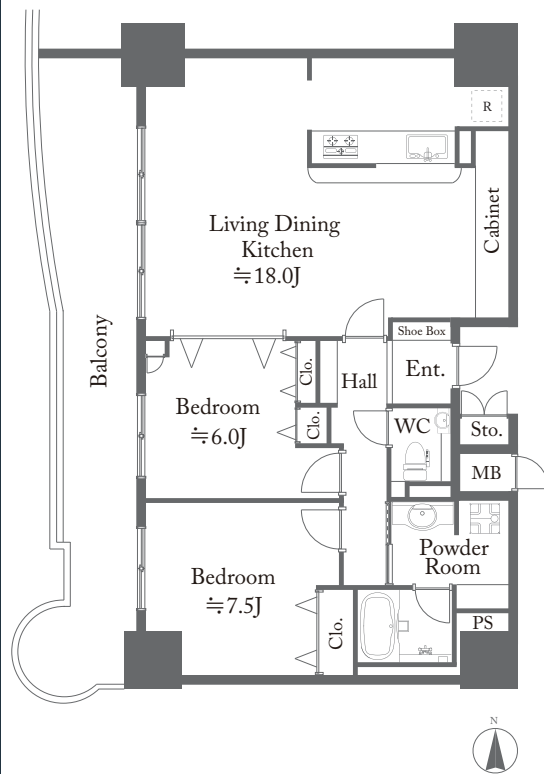 R
Living Dining
Kitchen
≒18.0J
Cabinet
Balcony
Shoe Box
Clo.
Hall
Ent.
Bedroom
≒6.0J
Clo.
WC
Sto.
MB
Powder
Room
Bedroom
≒7.5J
Clo.
PS
N